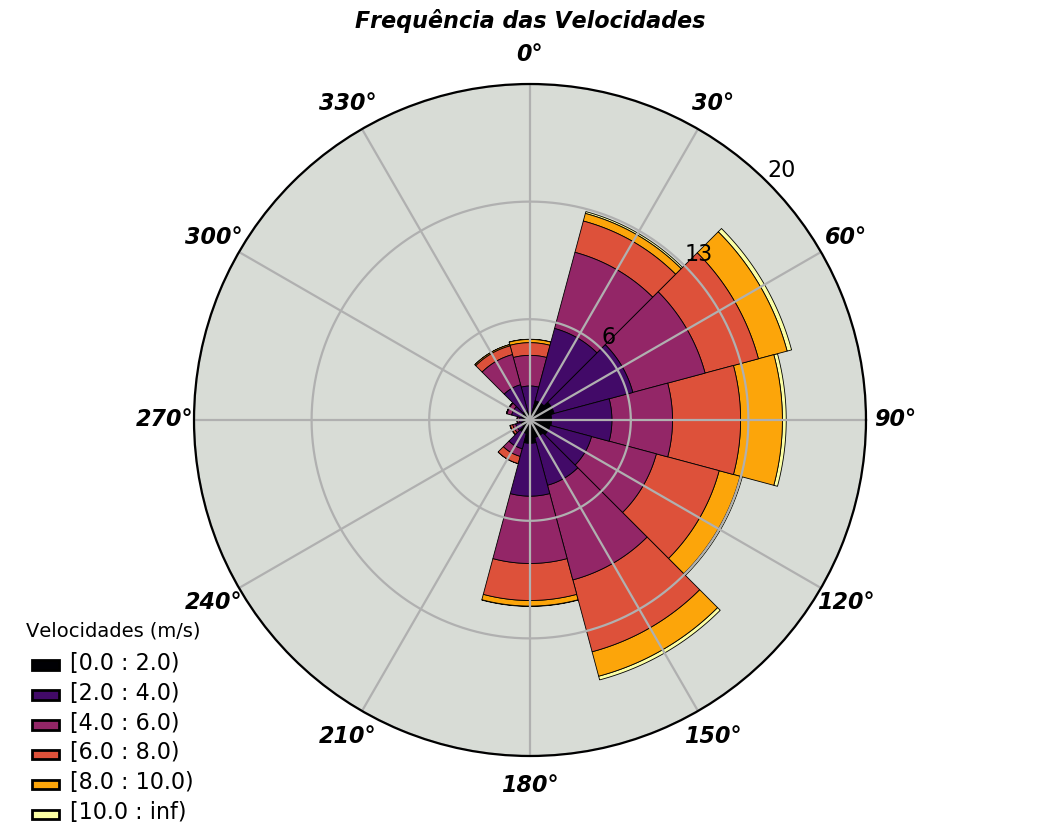 Frequência das Velocidades
0°
330°
30°
20
300°
60°
13
6
270°
90°
240°
120°
210°
150°
180°
Velocidades (m/s)
[0.0 : 2.0)
[2.0 : 4.0)
[4.0 : 6.0)
[6.0 : 8.0)
[8.0 : 10.0)
[10.0 : inf)